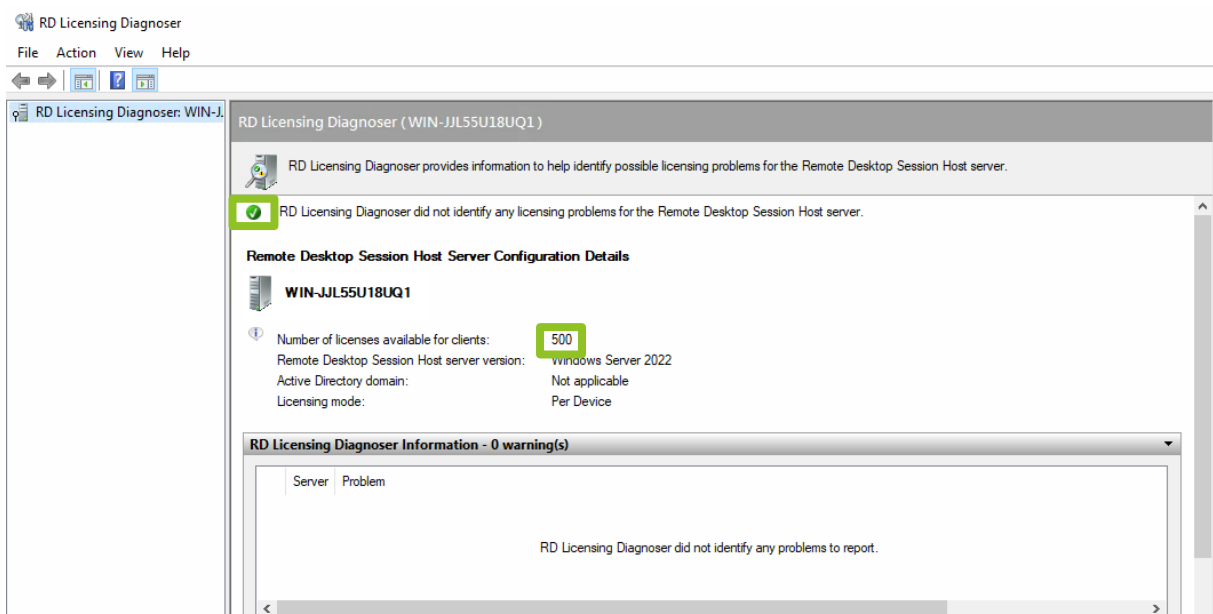 RD Licensing Diagnoser
File Action View Help
RD Licensing Diagnoser: WIN-J
RD Licensing Diagnoser (WIN-JJL55U18UQ1)
RD Licensing Diagnoser provides information to help identify possible licensing problems for the Remote Desktop Session Host server.
RD Licensing Diagnoser did not identify any licensing problems for the Remote Desktop Session Host server.
Remote Desktop Session Host Server Configuration Details
WIN-JJL55U18UQ1
Number of licenses available for clients: 500
Remote Desktop Session Host server version: Windows Server 2022
Active Directory domain: Not applicable
Licensing mode: Per Device
RD Licensing Diagnoser Information - 0 warning(s)
Server Problem
RD Licensing Diagnoser did not identify any problems to report.